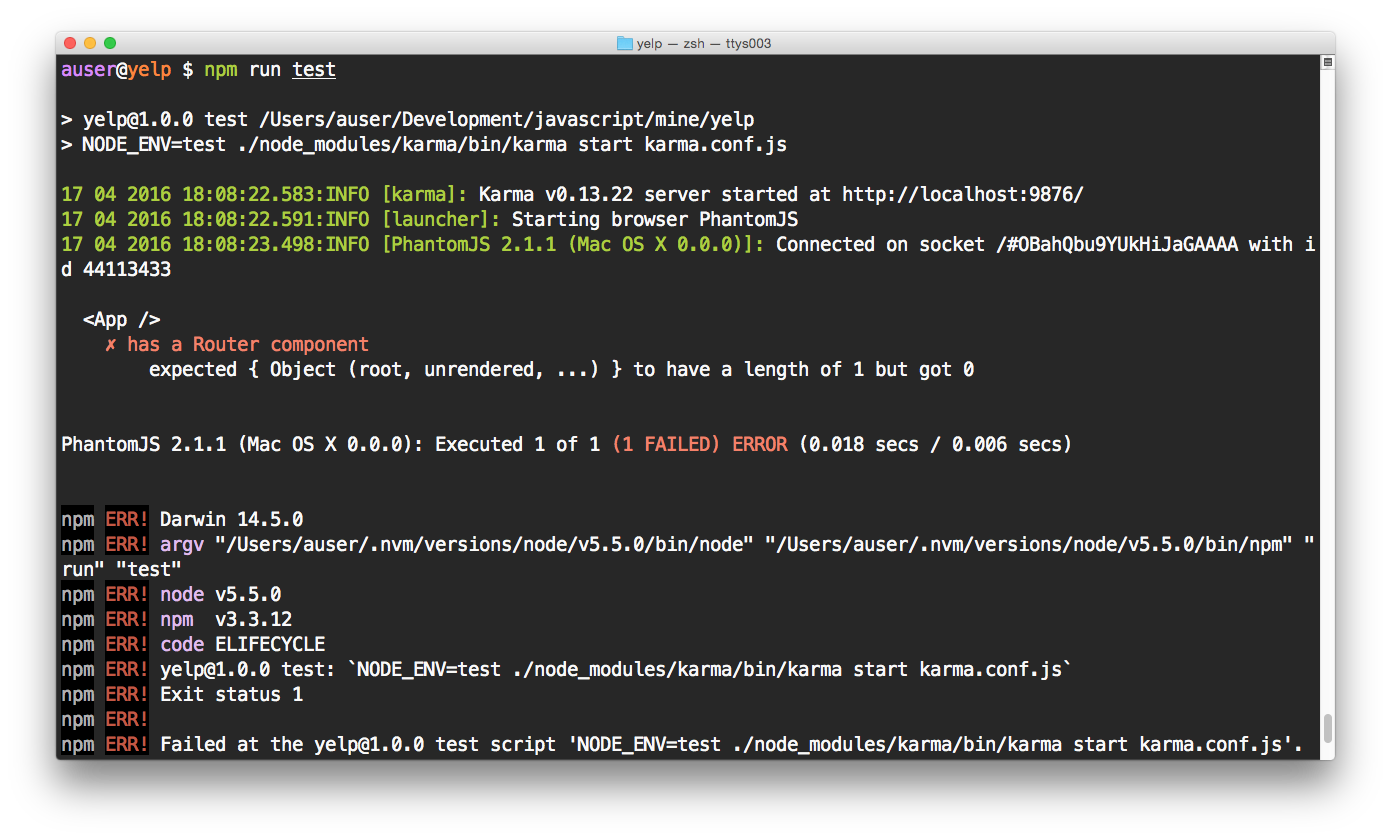 yelp — zsh — ttys003
auser@yelp $ npm run test
> yelp@1.0.0 test /Users/auser/Development/javascript/mine/yelp
> NODE_ENV=test ./node_modules/karma/bin/karma start karma.conf.js
17 04 2016 18:08:22.583:INFO [karma]: Karma v0.13.22 server started at http://localhost:9876/
17 04 2016 18:08:22.591:INFO [launcher]: Starting browser PhantomJS
17 04 2016 18:08:23.498:INFO [PhantomJS 2.1.1 (Mac OS X 0.0.0)]: Connected on socket /#OBahQbu9YUkHiJaGAAAA with i
d 44113433
<App />
✗ has a Router component
expected { Object (root, unrendered, ...) } to have a length of 1 but got 0
PhantomJS 2.1.1 (Mac OS X 0.0.0): Executed 1 of 1 (1 FAILED) ERROR (0.018 secs / 0.006 secs)
npm ERR! Darwin 14.5.0
npm ERR! argv "/Users/auser/.nvm/versions/node/v5.5.0/bin/node" "/Users/auser/.nvm/versions/node/v5.5.0/bin/npm" "
run" "test"
npm ERR! node v5.5.0
npm ERR! npm  v3.3.12
npm ERR! code ELIFECYCLE
npm ERR! yelp@1.0.0 test: `NODE_ENV=test ./node_modules/karma/bin/karma start karma.conf.js`
npm ERR! Exit status 1
npm ERR!
npm ERR! Failed at the yelp@1.0.0 test script 'NODE_ENV=test ./node_modules/karma/bin/karma start karma.conf.js'.